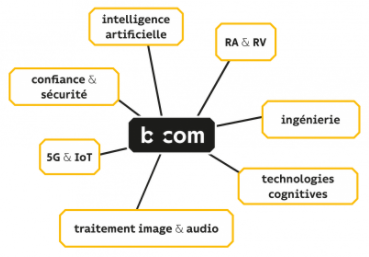 intelligence
artificielle
RA & RV
confiance &
sécurité
b com
ingénierie
5G & IoT
technologies
cognitives
traitement image & audio